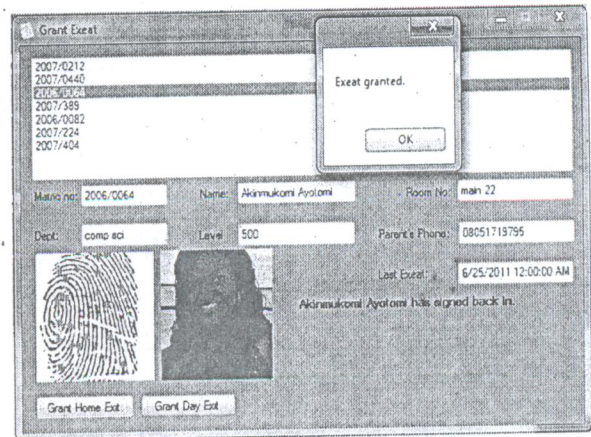 Grant Exeat
X
X
2007/0212
2007/0440
2006/0064
2007/389
2006/0082
2007/224
2007/404
Exeat granted.
OK
Matric no: 2006/0064 Name: Akinmukomi Ayotomi Room No: main 22
Dept: comp sci Level 500 Parent's Phone: 08051719795
Last Exeat: 6/25/2011 12:00:00 AM
Akinmukomi Ayotomi has signed back in.
Grant Home Exit Grant Day Exit